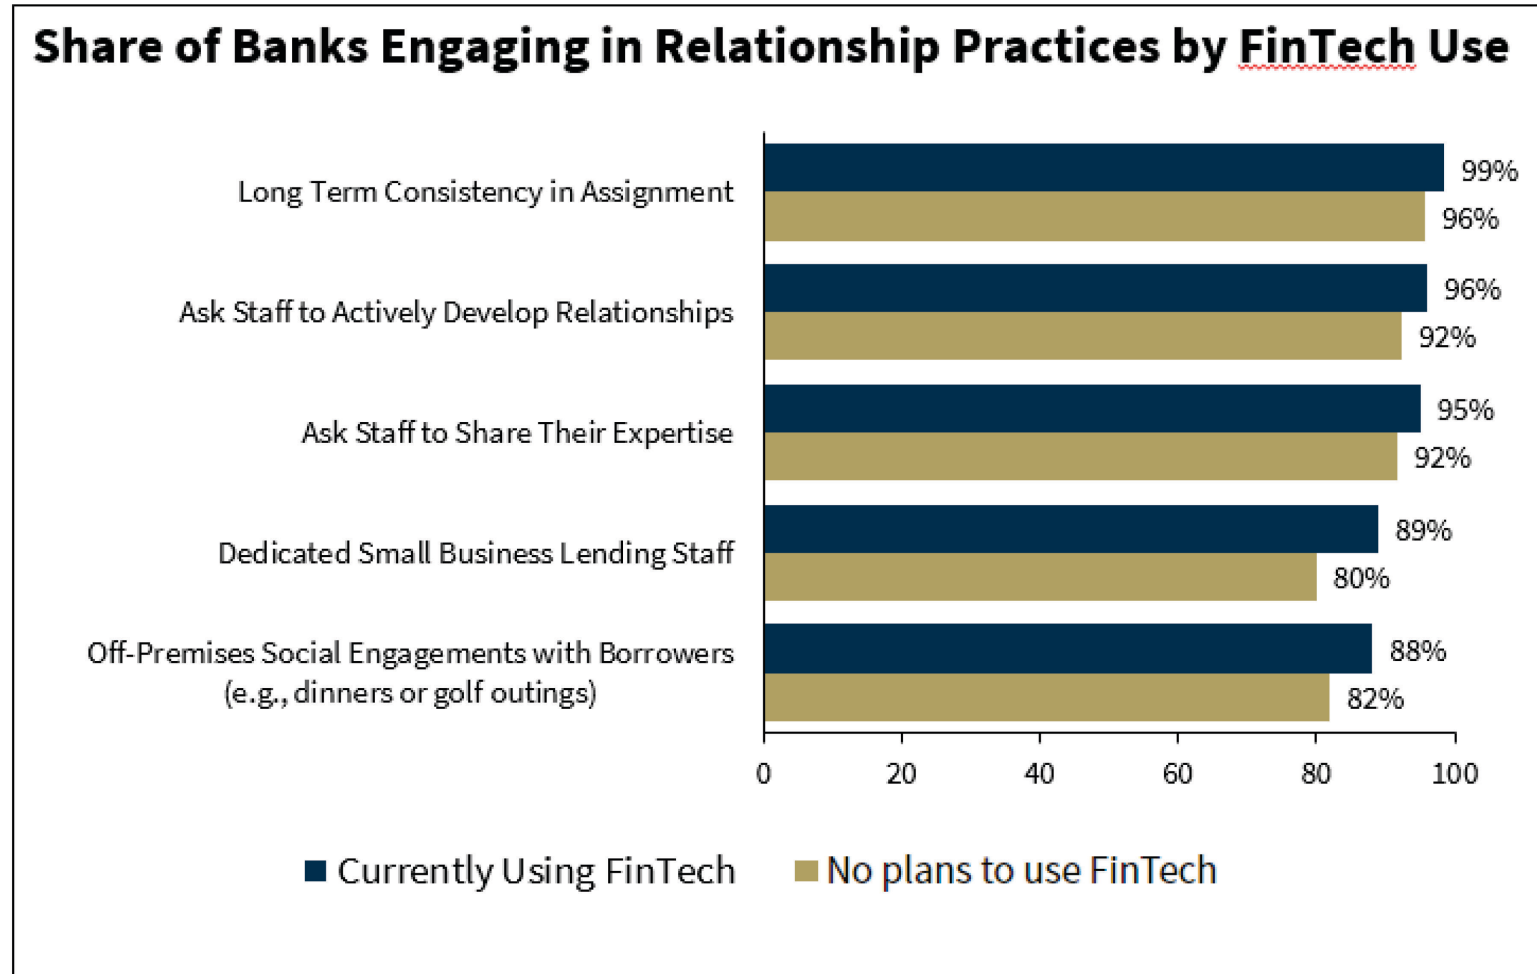 Share of Banks Engaging in Relationship Practices by FinTech Use
Long Term Consistency in Assignment
99%
96%
Ask Staff to Actively Develop Relationships
96%
92%
Ask Staff to Share Their Expertise
95%
92%
Dedicated Small Business Lending Staff
89%
80%
Off-Premises Social Engagements with Borrowers
(e.g., dinners or golf outings)
88%
82%
0 20 40 60 80 100
Currently Using FinTech No plans to use FinTech